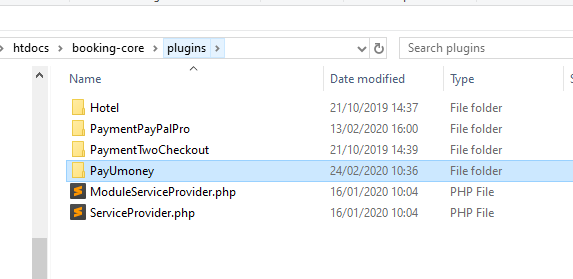 htdocs > booking-core > plugins >
Search plugins
Name Date modified Type S
Hotel 21/10/2019 14:37 File folder
PaymentPayPalPro 13/02/2020 16:00 File folder
PaymentTwoCheckout 21/10/2019 14:39 File folder
PayUmoney 24/02/2020 10:36 File folder
ModuleServiceProvider.php 16/01/2020 10:04 PHP File
ServiceProvider.php 16/01/2020 10:04 PHP File